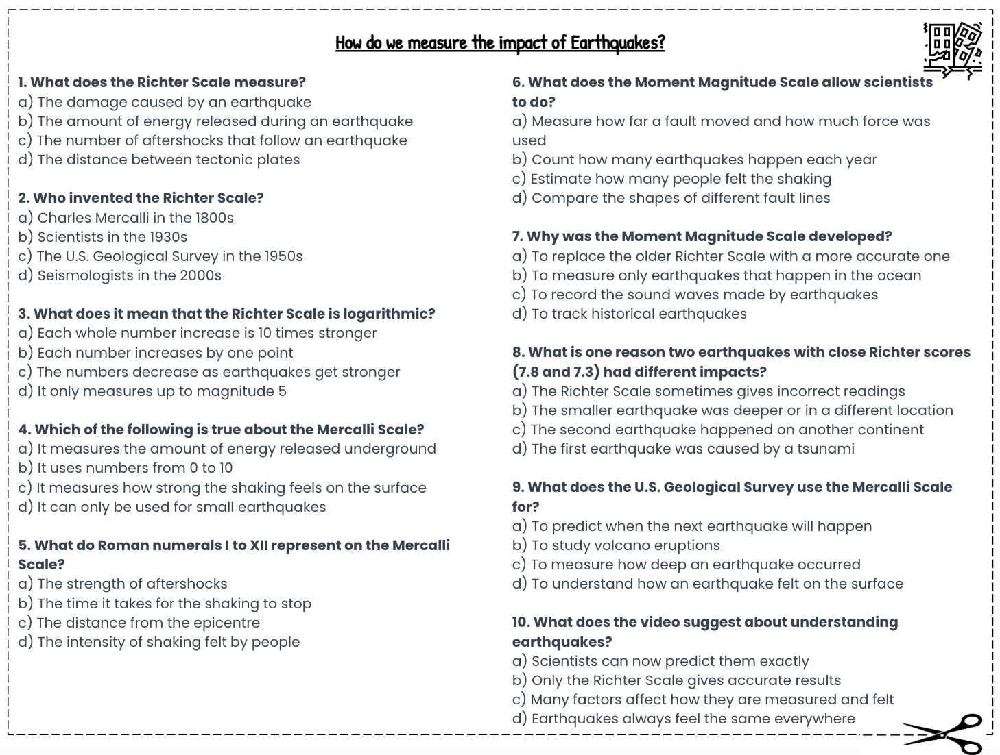 How do we measure the impact of Earthquakes?
1. What does the Richter Scale measure?
a) The damage caused by an earthquake
b) The amount of energy released during an earthquake
c) The number of aftershocks that follow an earthquake
d) The distance between tectonic plates
2. Who invented the Richter Scale?
a) Charles Mercalli in the 1800s
b) Scientists in the 1930s
c) The U.S. Geological Survey in the 1950s
d) Seismologists in the 2000s
3. What does it mean that the Richter Scale is logarithmic?
a) Each whole number increase is 10 times stronger
b) Each number increases by one point
c) The numbers decrease as earthquakes get stronger
d) It only measures up to magnitude 5
4. Which of the following is true about the Mercalli Scale?
a) It measures the amount of energy released underground
b) It uses numbers from 0 to 10
c) It measures how strong the shaking feels on the surface
d) It can only be used for small earthquakes
5. What do Roman numerals I to XII represent on the Mercalli
Scale?
a) The strength of aftershocks
b) The time it takes for the shaking to stop
c) The distance from the epicentre
d) The intensity of shaking felt by people
6. What does the Moment Magnitude Scale allow scientists
to do?
a) Measure how far a fault moved and how much force was
used
b) Count how many earthquakes happen each year
c) Estimate how many people felt the shaking
d) Compare the shapes of different fault lines
7. Why was the Moment Magnitude Scale developed?
a) To replace the older Richter Scale with a more accurate one
b) To measure only earthquakes that happen in the ocean
c) To record the sound waves made by earthquakes
d) To track historical earthquakes
8. What is one reason two earthquakes with close Richter scores
(7.8 and 7.3) had different impacts?
a) The Richter Scale sometimes gives incorrect readings
b) The smaller earthquake was deeper or in a different location
c) The second earthquake happened on another continent
d) The first earthquake was caused by a tsunami
9. What does the U.S. Geological Survey use the Mercalli Scale
for?
a) To predict when the next earthquake will happen
b) To study volcano eruptions
c) To measure how deep an earthquake occurred
d) To understand how an earthquake felt on the surface
10. What does the video suggest about understanding
earthquakes?
a) Scientists can now predict them exactly
b) Only the Richter Scale gives accurate results
c) Many factors affect how they are measured and felt
d) Earthquakes always feel the same everywhere